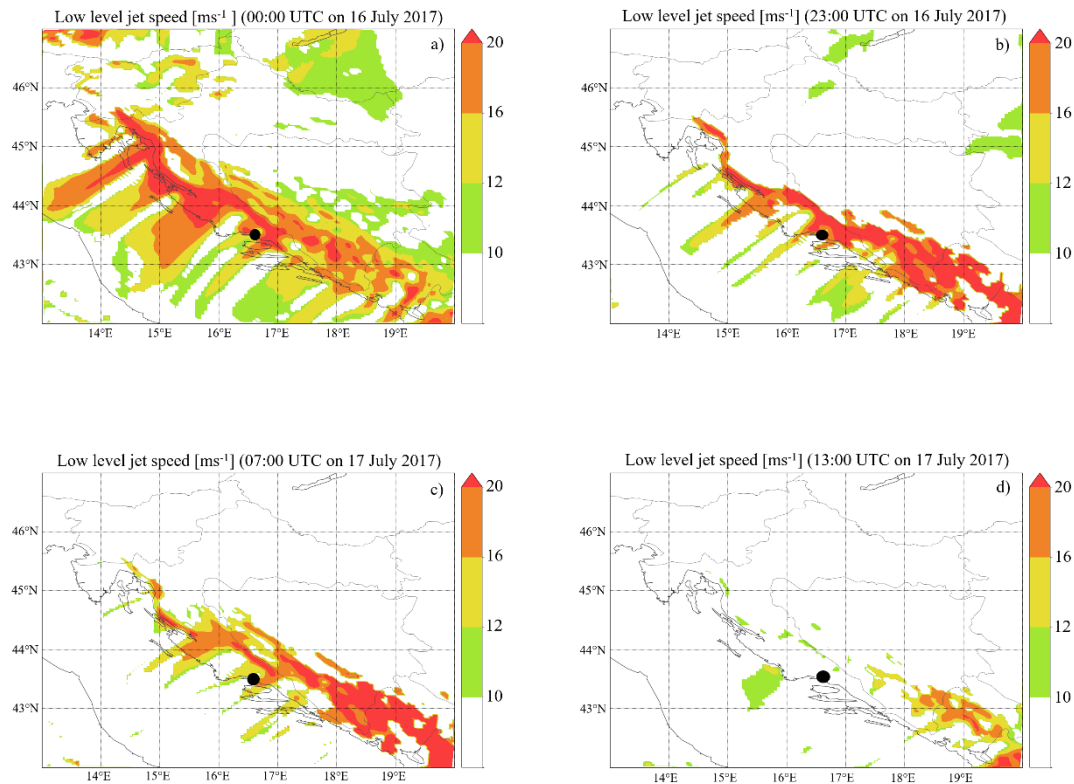 Low level jet speed [ms⁻¹] (00:00 UTC on 16 July 2017)
a)
20
16
12
10
46°N
45°N
44°N
43°N
14°E 15°E 16°E 17°E 18°E 19°E
Low level jet speed [ms⁻¹] (23:00 UTC on 16 July 2017)
b)
20
16
12
10
46°N
45°N
44°N
43°N
14°E 15°E 16°E 17°E 18°E 19°E
Low level jet speed [ms⁻¹] (07:00 UTC on 17 July 2017)
c)
20
16
12
10
46°N
45°N
44°N
43°N
14°E 15°E 16°E 17°E 18°E 19°E
Low level jet speed [ms⁻¹] (13:00 UTC on 17 July 2017)
d)
20
16
12
10
46°N
45°N
44°N
43°N
14°E 15°E 16°E 17°E 18°E 19°E